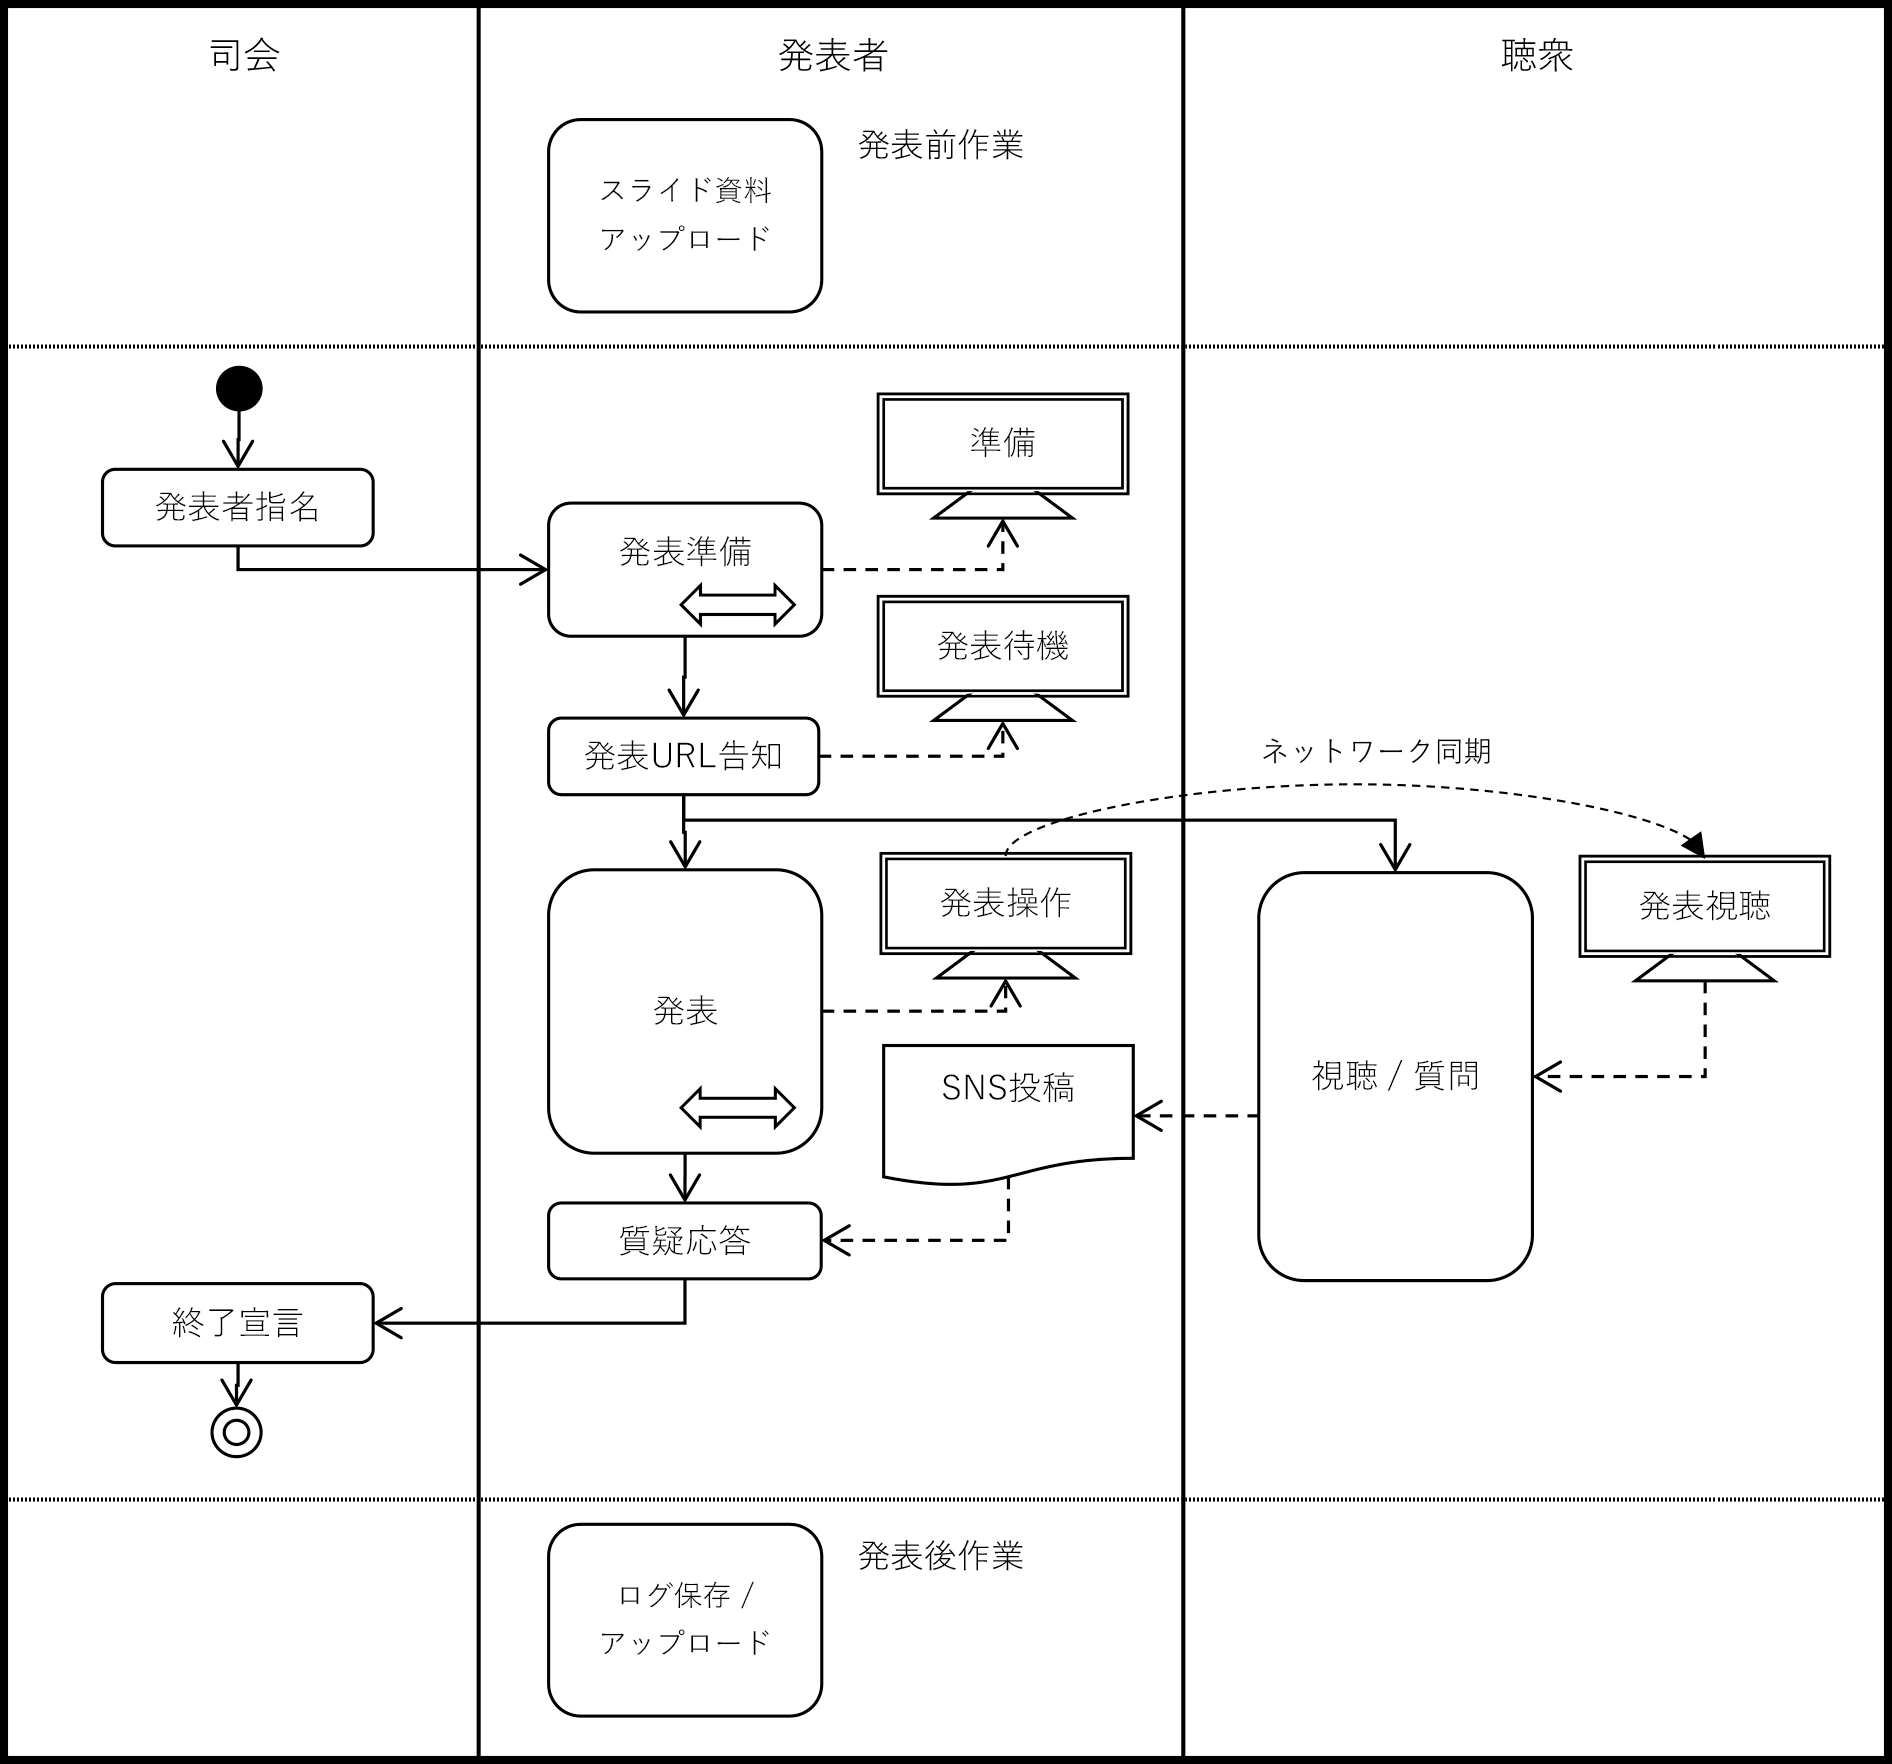 司会
発表者
聴衆
発表前作業
スライド資料
アップロード
発表者指名
準備
発表準備
発表待機
発表URL告知
ネットワーク同期
発表操作
発表視聴
発表
視聴 / 質問
SNS投稿
質疑応答
終了宣言
発表後作業
ログ保存 /
アップロード